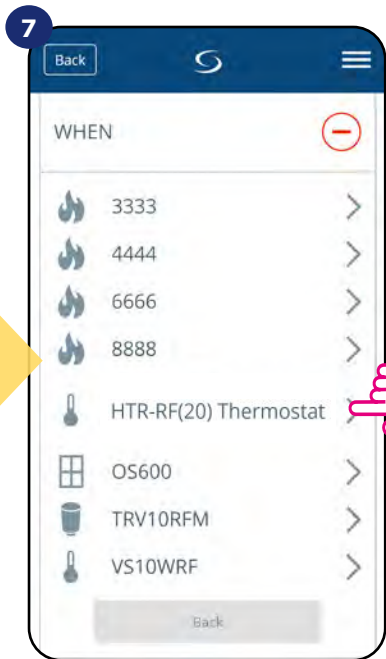 7
Back
WHEN
3333
4444
6666
8888
HTR-RF(20) Thermostat
OS600
TRV10RFM
VS10WRF
Back